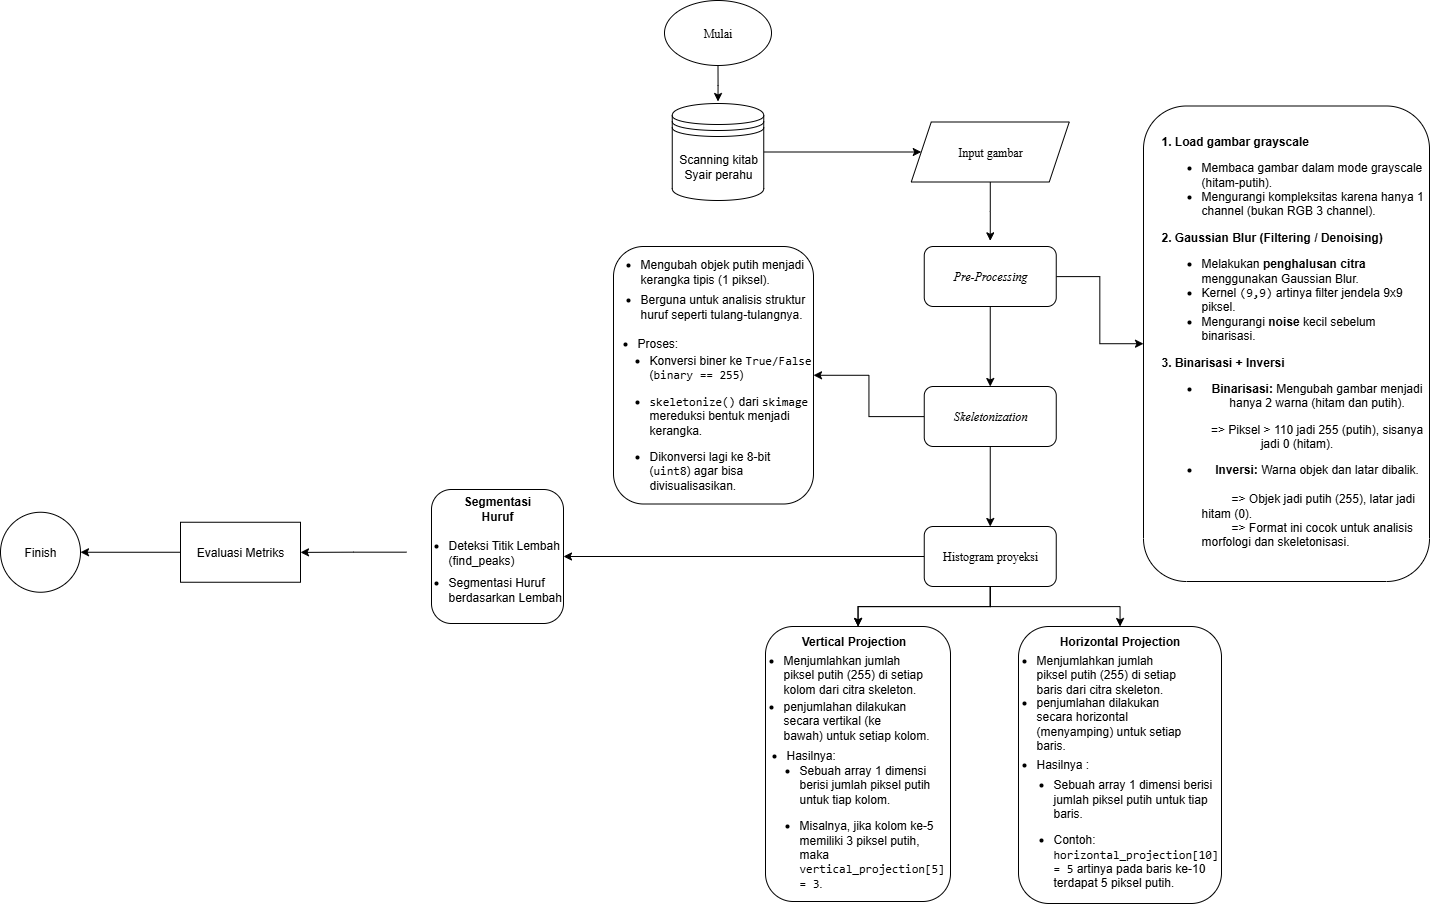 Mulai
Scanning kitab
Syair perahu
Input gambar
Pre-Processing
1. Load gambar grayscale
• Membaca gambar dalam mode grayscale
(hitam-putih).
• Mengurangi kompleksitas karena hanya 1
channel (bukan RGB 3 channel).
2. Gaussian Blur (Filtering / Denoising)
• Melakukan penghalusan citra
menggunakan Gaussian Blur.
• Kernel (9,9) artinya filter jendela 9x9
piksel.
• Mengurangi noise kecil sebelum
binarisasi.
3. Binarisasi + Inversi
• Binarisasi: Mengubah gambar menjadi
hanya 2 warna (hitam dan putih).
=> Piksel > 110 jadi 255 (putih), sisanya
jadi 0 (hitam).
• Inversi: Warna objek dan latar dibalik.
=> Objek jadi putih (255), latar jadi
hitam (0).
=> Format ini cocok untuk analisis
morfologi dan skeletonisasi.
Skeletonization
• Mengubah objek putih menjadi
kerangka tipis (1 piksel).
• Berguna untuk analisis struktur
huruf seperti tulang-tulangnya.
• Proses:
• Konversi biner ke True/False
(binary == 255)
• skeletonize() dari skimage
mereduksi bentuk menjadi
kerangka.
• Dikonversi lagi ke 8-bit
(uint8) agar bisa
divisualisasikan.
Histogram proyeksi
Vertical Projection
• Menjumlahkan jumlah
piksel putih (255) di setiap
kolom dari citra skeleton.
• penjumlahan dilakukan
secara vertikal (ke
bawah) untuk setiap kolom.
• Hasilnya:
• Sebuah array 1 dimensi
berisi jumlah piksel putih
untuk tiap kolom.
• Misalnya, jika kolom ke-5
memiliki 3 piksel putih,
maka
vertical_projection[5]
= 3.
Horizontal Projection
• Menjumlahkan jumlah
piksel putih (255) di setiap
baris dari citra skeleton.
• penjumlahan dilakukan
secara horizontal
(menyamping) untuk setiap
baris.
• Hasilnya :
• Sebuah array 1 dimensi berisi
jumlah piksel putih untuk tiap
baris.
• Contoh:
horizontal_projection[10]
= 5 artinya pada baris ke-10
terdapat 5 piksel putih.
Segmentasi
Huruf
• Deteksi Titik Lembah
(find_peaks)
• Segmentasi Huruf
berdasarkan Lembah
Evaluasi Metriks
Finish